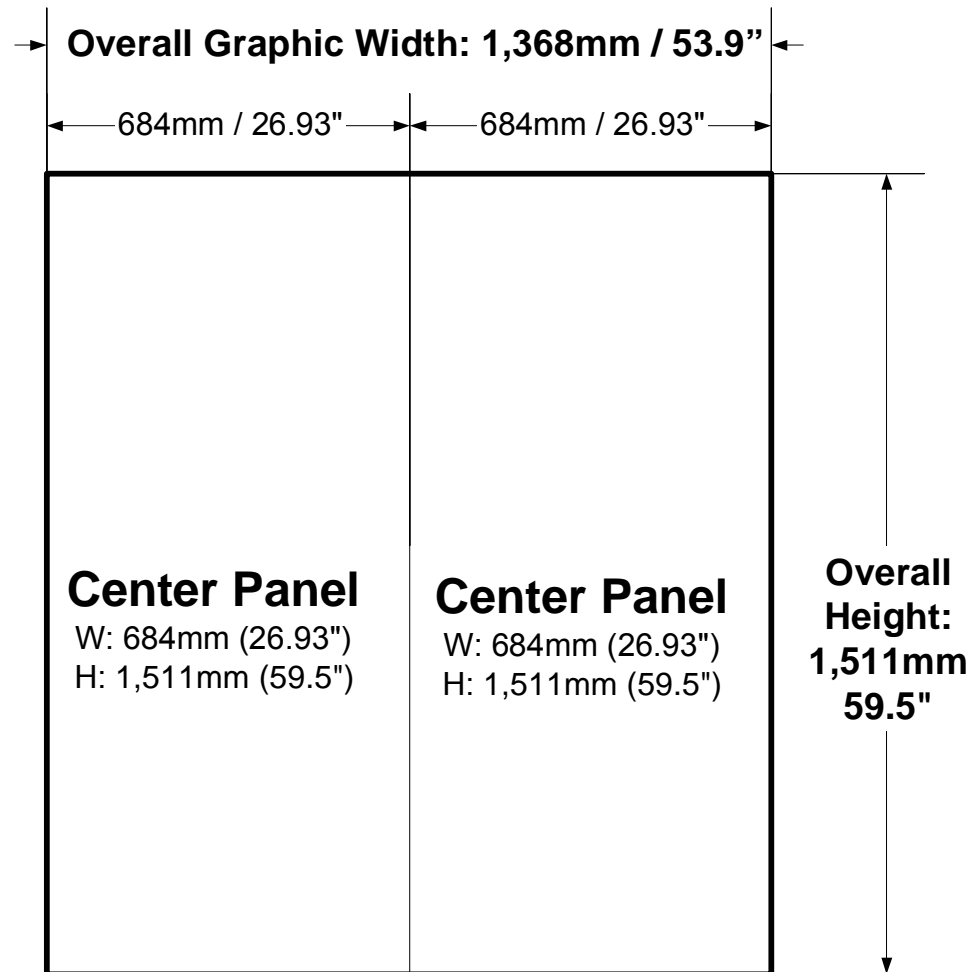 Overall Graphic Width: 1,368mm / 53.9”
684mm / 26.93"
684mm / 26.93"
Center Panel
W: 684mm (26.93")
H: 1,511mm (59.5")
Center Panel
W: 684mm (26.93")
H: 1,511mm (59.5")
Overall
Height:
1,511mm
59.5"